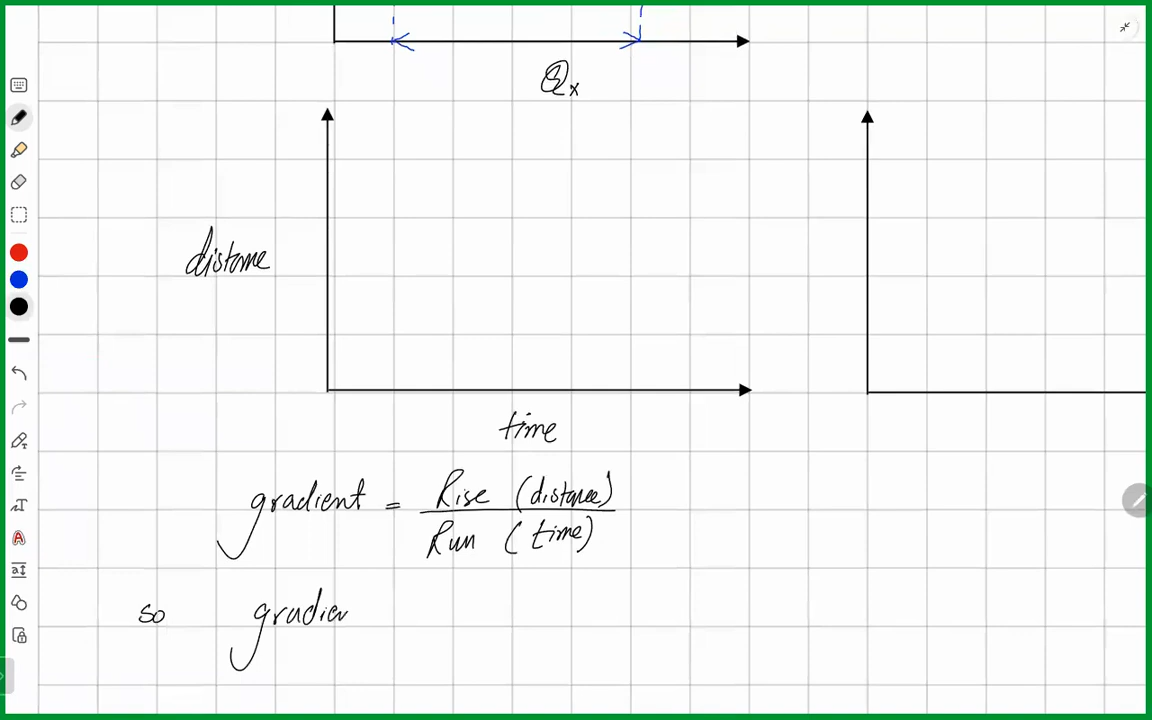 Qx
distance
time
gradient = Rise (distance)
Run (time)
so gradien